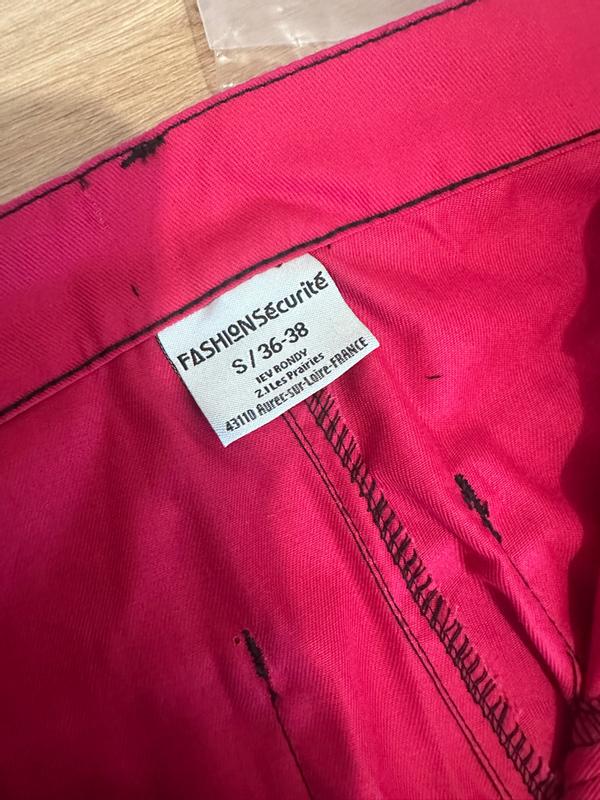 FASHIONSécurité
S/36-38
IEV BONDY
Z.I Les Prairies
43110 Aurec-sur-Loire-FRANCE